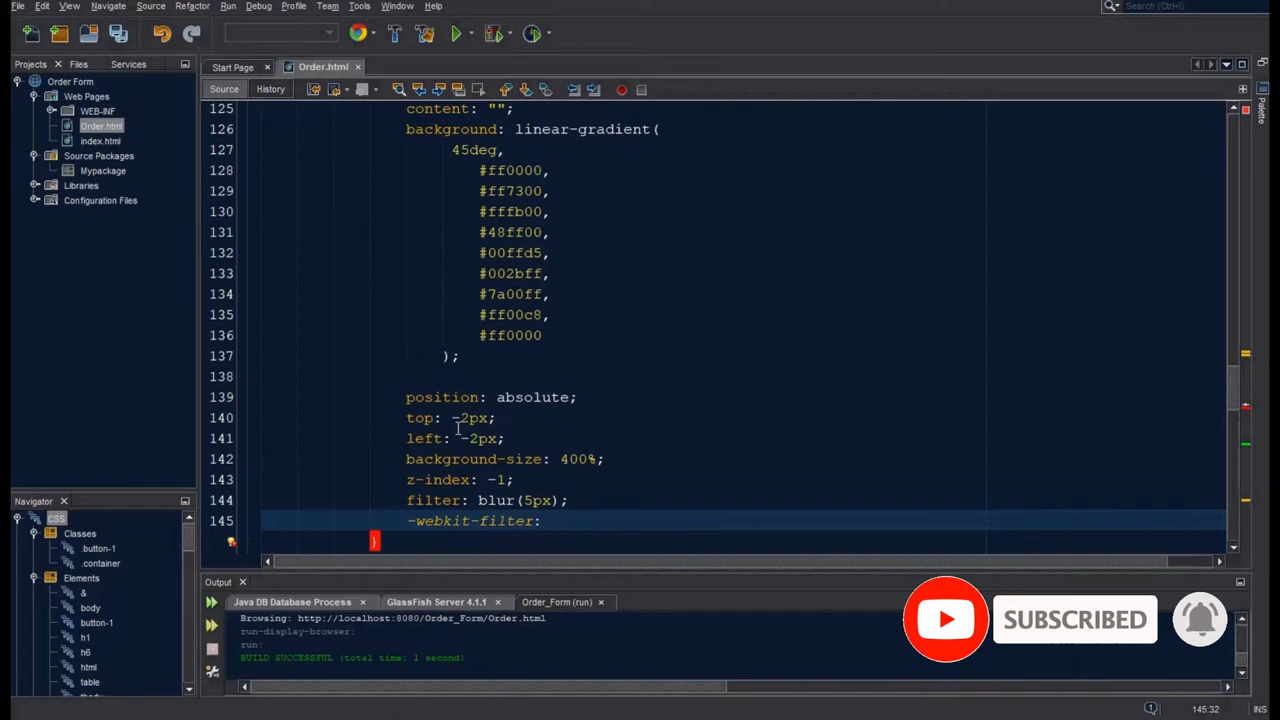 File Edit View Navigate Source Refactor Run Debug Profile Team Tools Window Help
Search (Ctrl+I)
Projects Files Services
Start Page Order.html
Order Form
Source History
Web Pages
WEB-INF
Order.html
index.html
Source Packages
Mypackage
Libraries
Configuration Files
Palette
125 content: "";
126 background: linear-gradient(
127 45deg,
128 #ff0000,
129 #ff7300,
130 #fffb00,
131 #48ff00,
132 #00ffd5,
133 #002bff,
134 #7a00ff,
135 #ff00c8,
136 #ff0000
137 );
138
139 position: absolute;
140 top: -2px;
141 left: -2px;
142 background-size: 400%;
143 z-index: -1;
144 filter: blur(5px);
145 -webkit-filter:
}
Navigator
CSS
Classes
.button-1
.container
Elements
&
body
button-1
h1
h6
html
table
Output
Java DB Database Process GlassFish Server 4.1.1 Order_Form (run)
Browsing: http://localhost:8080/Order_Form/Order.html
run-display-browser:
run:
BUILD SUCCESSFUL (total time: 1 second)
SUBSCRIBED
145:32 INS